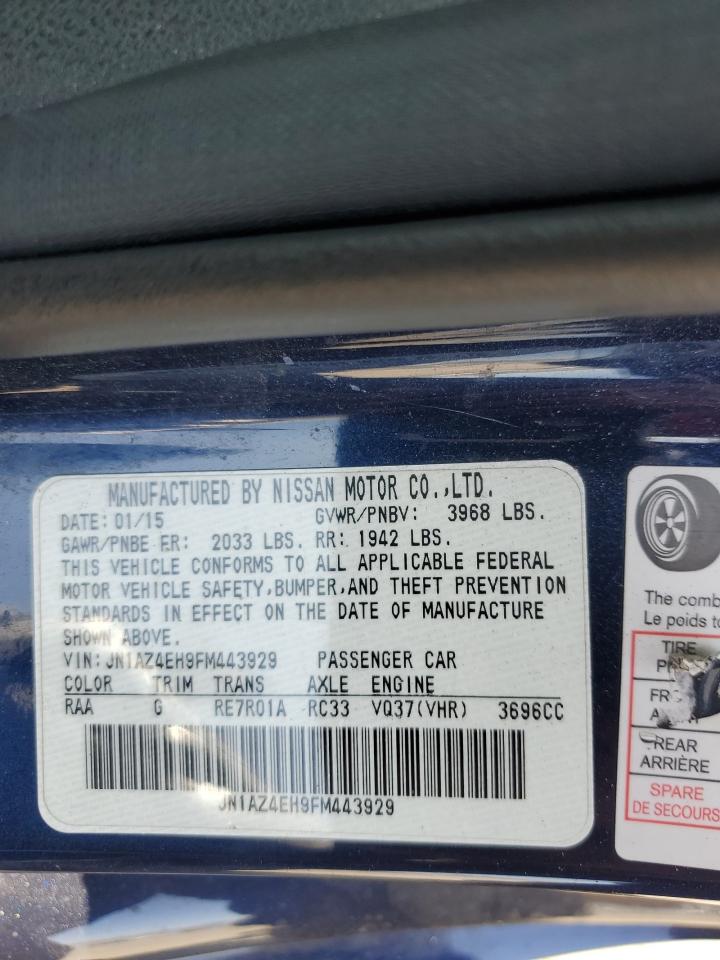 MANUFACTURED BY NISSAN MOTOR CO.,LTD.
DATE: 01/15 GVWR/PNBV: 3968 LBS.
GAWR/PNBE FR: 2033 LBS. RR: 1942 LBS.
THIS VEHICLE CONFORMS TO ALL APPLICABLE FEDERAL
MOTOR VEHICLE SAFETY,BUMPER,AND THEFT PREVENTION
STANDARDS IN EFFECT ON THE DATE OF MANUFACTURE
SHOWN ABOVE.
VIN: JN1AZ4EH9FM443929 PASSENGER CAR
COLOR TRIM TRANS AXLE ENGINE
RAA G RE7R01A RC33 VQ37(VHR) 3696CC
JN1AZ4EH9FM443929
The comb
Le poids to
TIRE
REAR
ARRIÈRE
SPARE
DE SECOURS